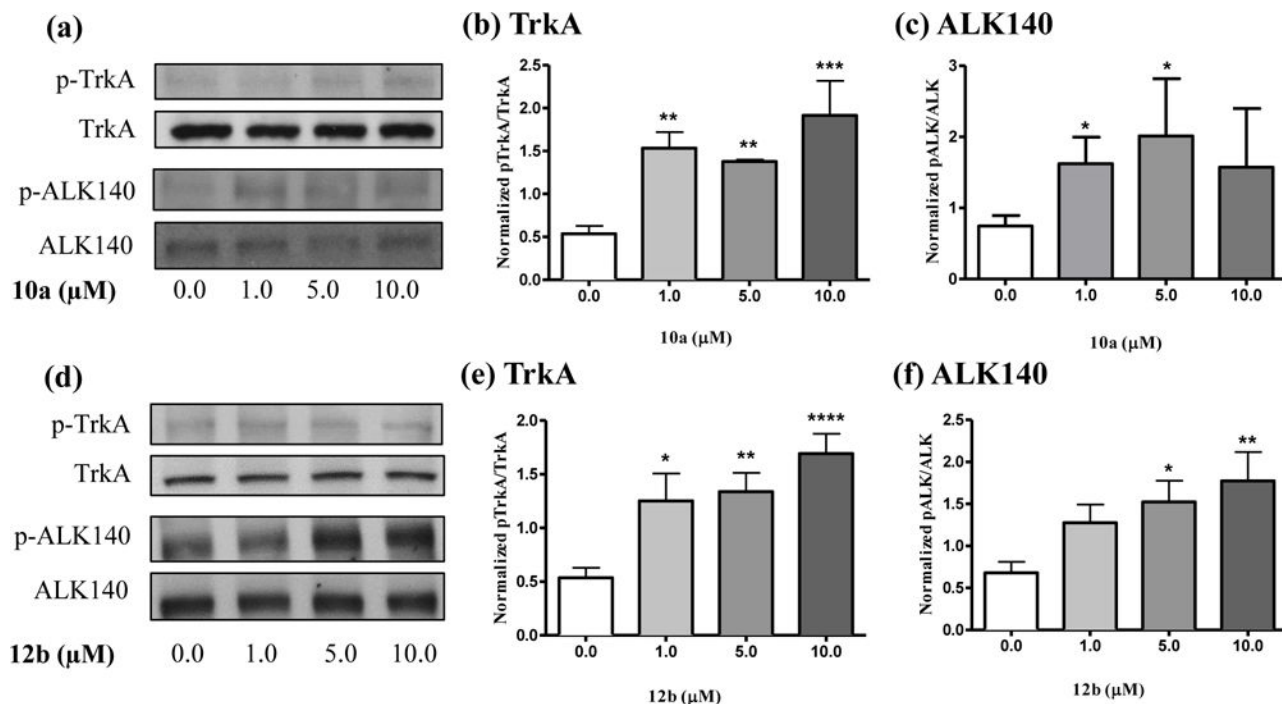 (a)
p-TrkA
TrkA
p-ALK140
ALK140
10a (μM) 0.0 1.0 5.0 10.0
(b) TrkA
Normalized pTrkA/TrkA
2.5
2.0
1.5
1.0
0.5
0.0
** ** ***
0.0 1.0 5.0 10.0
10a (μM)
(c) ALK140
Normalized pALK/ALK
3
2
1
0
* *
0.0 1.0 5.0 10.0
10a (μM)
(d)
p-TrkA
TrkA
p-ALK140
ALK140
12b (μM) 0.0 1.0 5.0 10.0
(e) TrkA
Normalized pTrkA/TrkA
2.0
1.5
1.0
0.5
0.0
* ** ****
0.0 1.0 5.0 10.0
12b (μM)
(f) ALK140
Normalized pALK/ALK
2.5
2.0
1.5
1.0
0.5
0.0
* **
0.0 1.0 5.0 10.0
12b (μM)